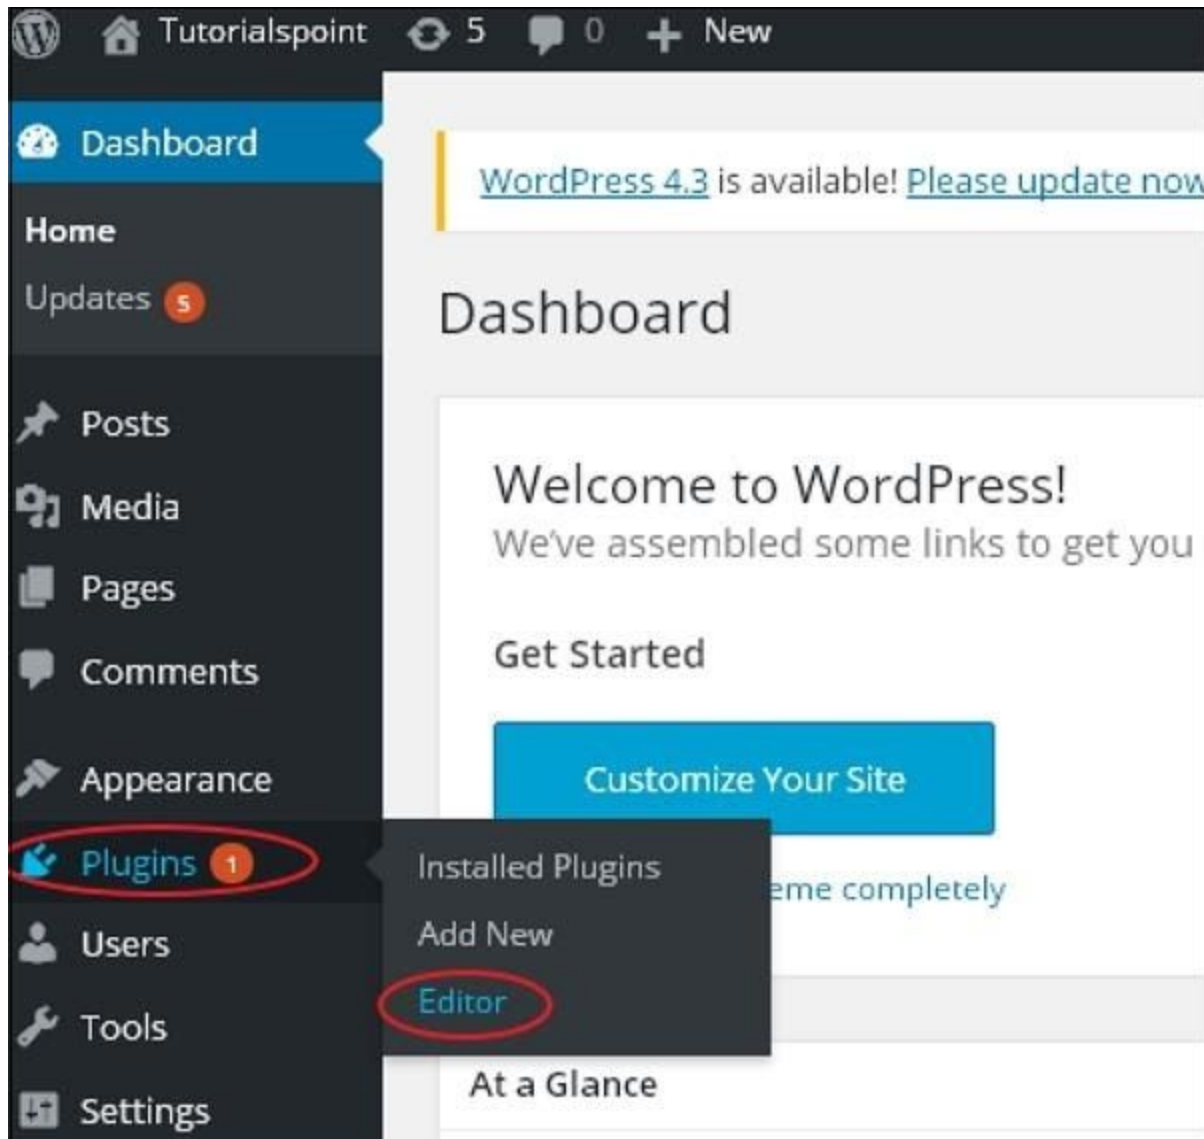 Tutorialspoint 5 0 New
Dashboard
Home
Updates 5
Posts
Media
Pages
Comments
Appearance
Plugins 1
Users
Tools
Settings
Installed Plugins
Add New
Editor
WordPress 4.3 is available! Please update now
Dashboard
Welcome to WordPress!
We've assembled some links to get you
Get Started
Customize Your Site
completely
At a Glance